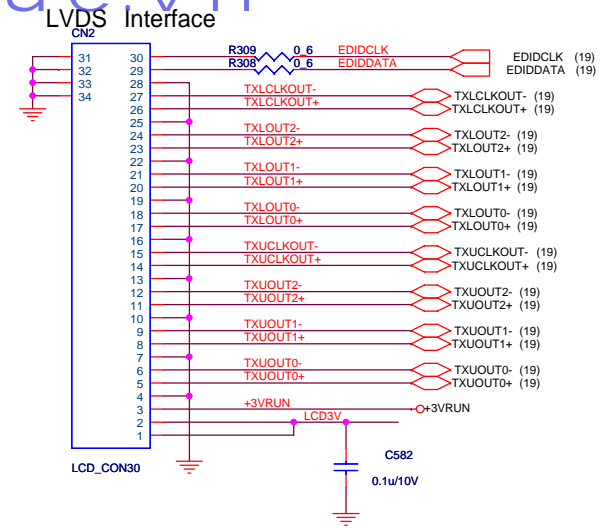 LVDS Interface
CN2
31 30 R309 0_6 EDIDCLK EDIDCLK (19)
32 29 R308 0_6 EDIDDATA EDIDDATA (19)
33 28
34 27 TXLCLKOUT- TXLCLKOUT- (19)
26 TXLCLKOUT+ TXLCLKOUT+ (19)
25
24 TXLOUT2- TXLOUT2- (19)
23 TXLOUT2+ TXLOUT2+ (19)
22
21 TXLOUT1- TXLOUT1- (19)
20 TXLOUT1+ TXLOUT1+ (19)
19
18 TXLOUT0- TXLOUT0- (19)
17 TXLOUT0+ TXLOUT0+ (19)
16
15 TXUCLKOUT- TXUCLKOUT- (19)
14 TXUCLKOUT+ TXUCLKOUT+ (19)
13
12 TXUOUT2- TXUOUT2- (19)
11 TXUOUT2+ TXUOUT2+ (19)
10
9 TXUOUT1- TXUOUT1- (19)
8 TXUOUT1+ TXUOUT1+ (19)
7
6 TXUOUT0- TXUOUT0- (19)
5 TXUOUT0+ TXUOUT0+ (19)
4
3 +3VRUN +3VRUN
2 LCD3V
1
C582
LCD_CON30
0.1u/10V